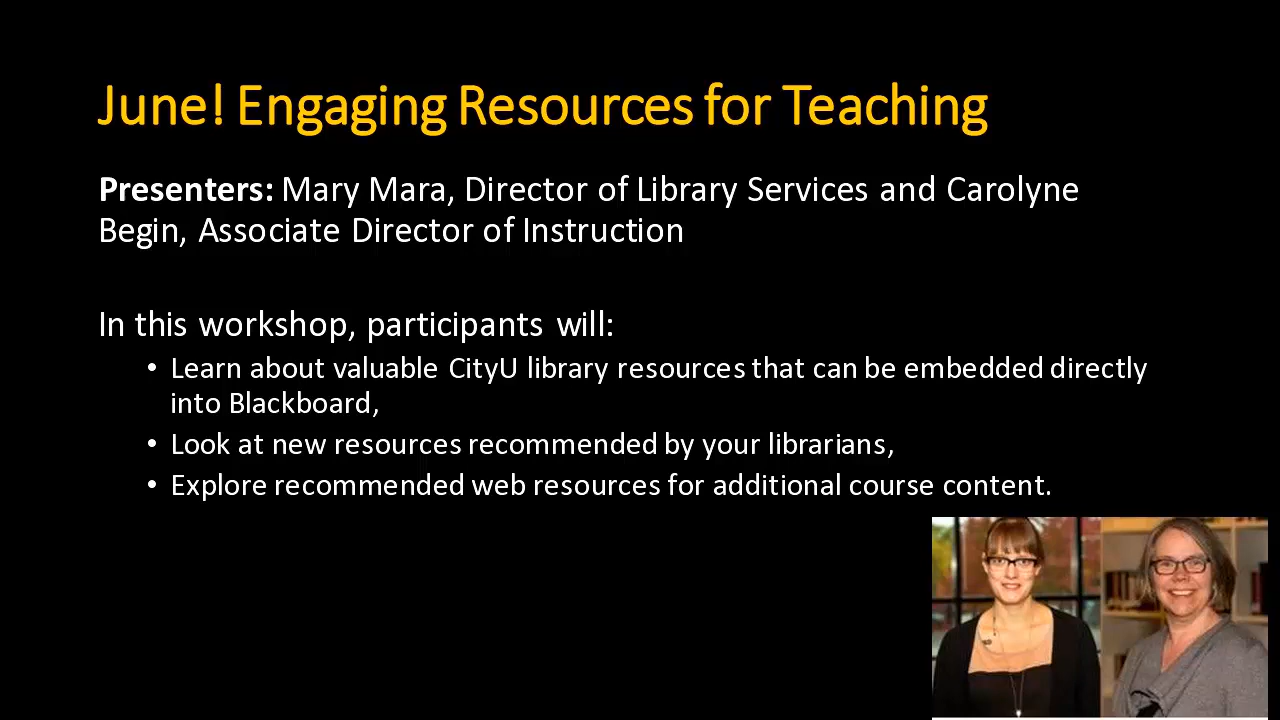 June! Engaging Resources for Teaching
Presenters: Mary Mara, Director of Library Services and Carolyne
Begin, Associate Director of Instruction
In this workshop, participants will:
• Learn about valuable CityU library resources that can be embedded directly
into Blackboard,
• Look at new resources recommended by your librarians,
• Explore recommended web resources for additional course content.